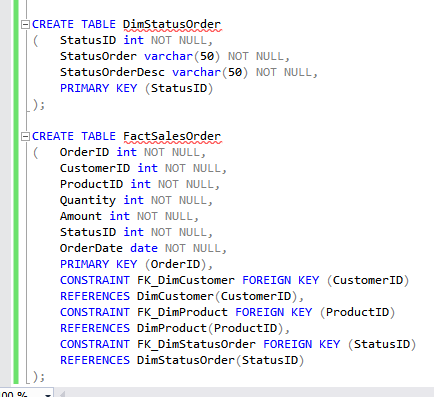 CREATE TABLE DimStatusOrder
( StatusID int NOT NULL,
StatusOrder varchar(50) NOT NULL,
StatusOrderDesc varchar(50) NOT NULL,
PRIMARY KEY (StatusID)
);
CREATE TABLE FactSalesOrder
( OrderID int NOT NULL,
CustomerID int NOT NULL,
ProductID int NOT NULL,
Quantity int NOT NULL,
Amount int NOT NULL,
StatusID int NOT NULL,
OrderDate date NOT NULL,
PRIMARY KEY (OrderID),
CONSTRAINT FK_DimCustomer FOREIGN KEY (CustomerID)
REFERENCES DimCustomer(CustomerID),
CONSTRAINT FK_DimProduct FOREIGN KEY (ProductID)
REFERENCES DimProduct(ProductID),
CONSTRAINT FK_DimStatusOrder FOREIGN KEY (StatusID)
REFERENCES DimStatusOrder(StatusID)
);
00 %